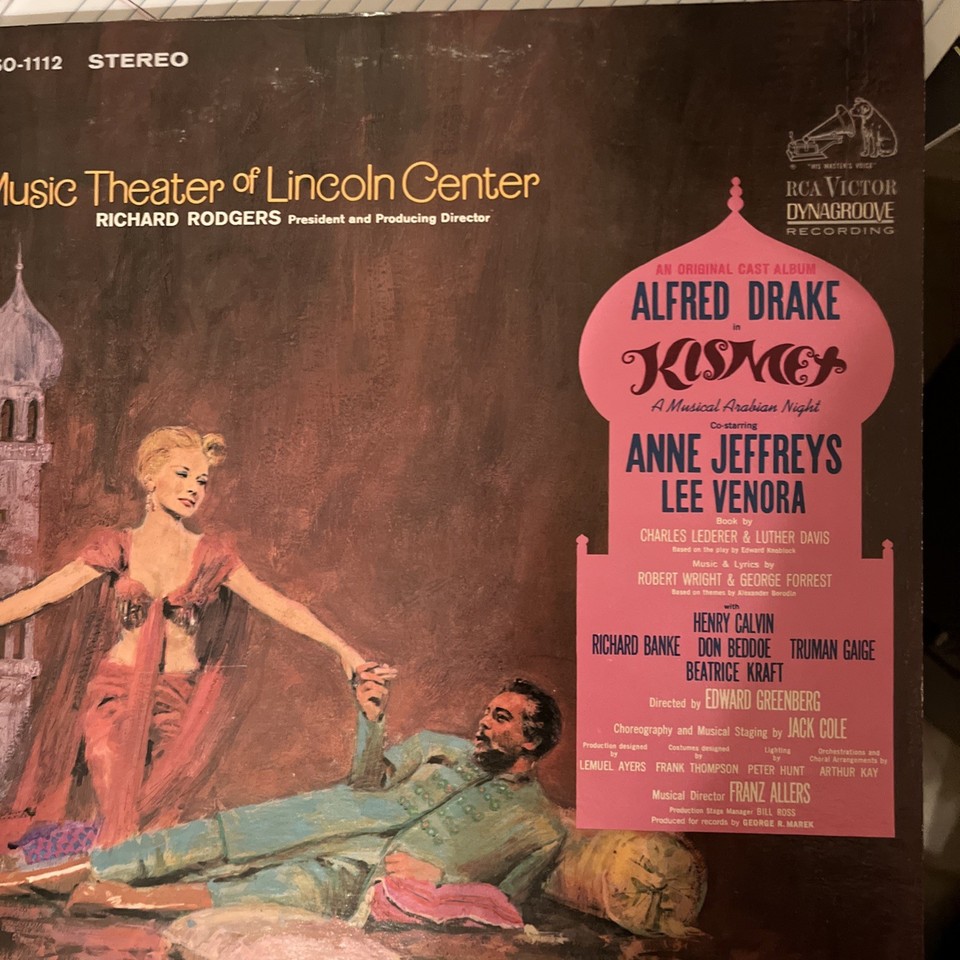 SO-1112 STEREO
Music Theater of Lincoln Center
RICHARD RODGERS President and Producing Director
"HIS MASTER'S VOICE"
RCA VICTOR
DYNAGROOVE
RECORDING
AN ORIGINAL CAST ALBUM
ALFRED DRAKE
in
KISMET
A Musical Arabian Night
Co-starring
ANNE JEFFREYS
LEE VENORA
Book by
CHARLES LEDERER & LUTHER DAVIS
Based on the play by Edward Knoblock
Music & Lyrics by
ROBERT WRIGHT & GEORGE FORREST
Based on themes by Alexander Borodin
with
HENRY CALVIN
RICHARD BANKE DON BEDDOE TRUMAN GAIGE
BEATRICE KRAFT
Directed by EDWARD GREENBERG
Choreography and Musical Staging by JACK COLE
Production designed by LEMUEL AYERS
Costumes designed by FRANK THOMPSON
Lighting by PETER HUNT
Orchestrations and Choral Arrangements by ARTHUR KAY
Musical Director FRANZ ALLERS
Production Stage Manager BILL ROSS
Produced for records by GEORGE R. MAREK